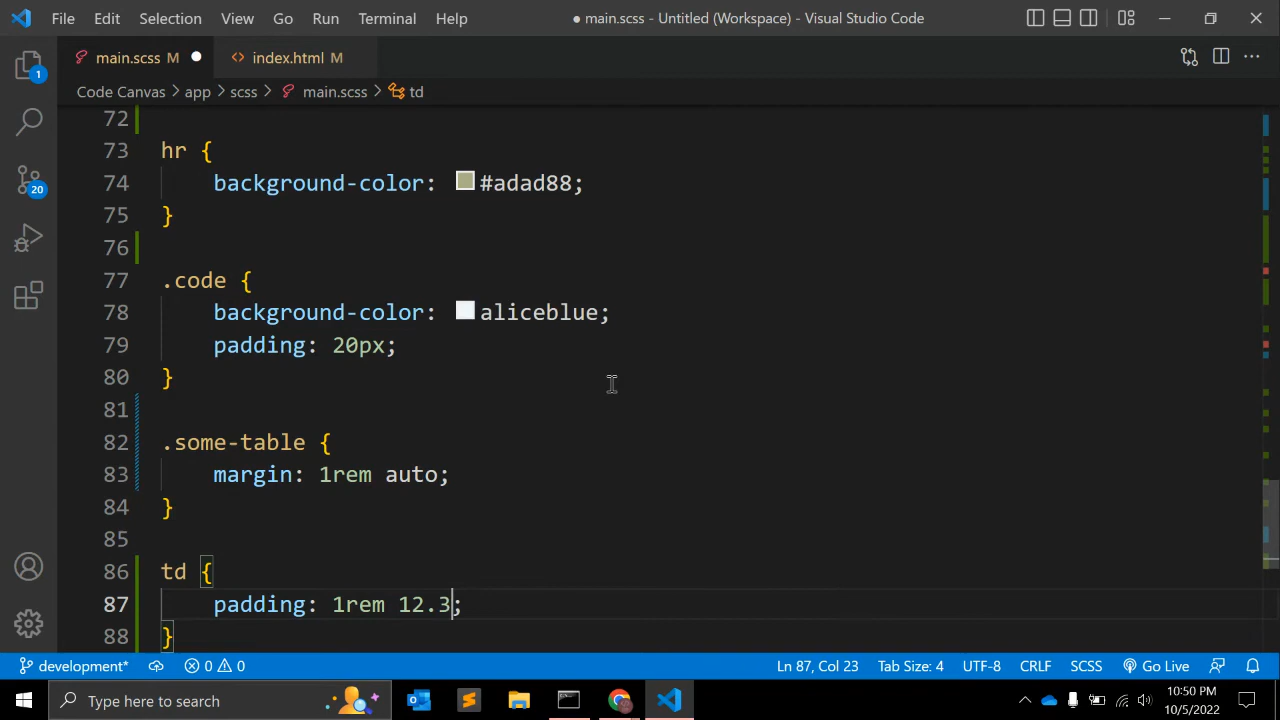 File Edit Selection View Go Run Terminal Help
● main.scss - Untitled (Workspace) - Visual Studio Code
main.scss M ●
index.html M
1
20
Code Canvas > app > scss > main.scss > td
72
73 hr {
74 background-color: #adad88;
75 }
76
77 .code {
78 background-color: aliceblue;
79 padding: 20px;
80 }
81
82 .some-table {
83 margin: 1rem auto;
84 }
85
86 td {
87 padding: 1rem 12.3;
88 }
development* 0 0 Ln 87, Col 23 Tab Size: 4 UTF-8 CRLF SCSS Go Live
Type here to search
10:50 PM
10/5/2022